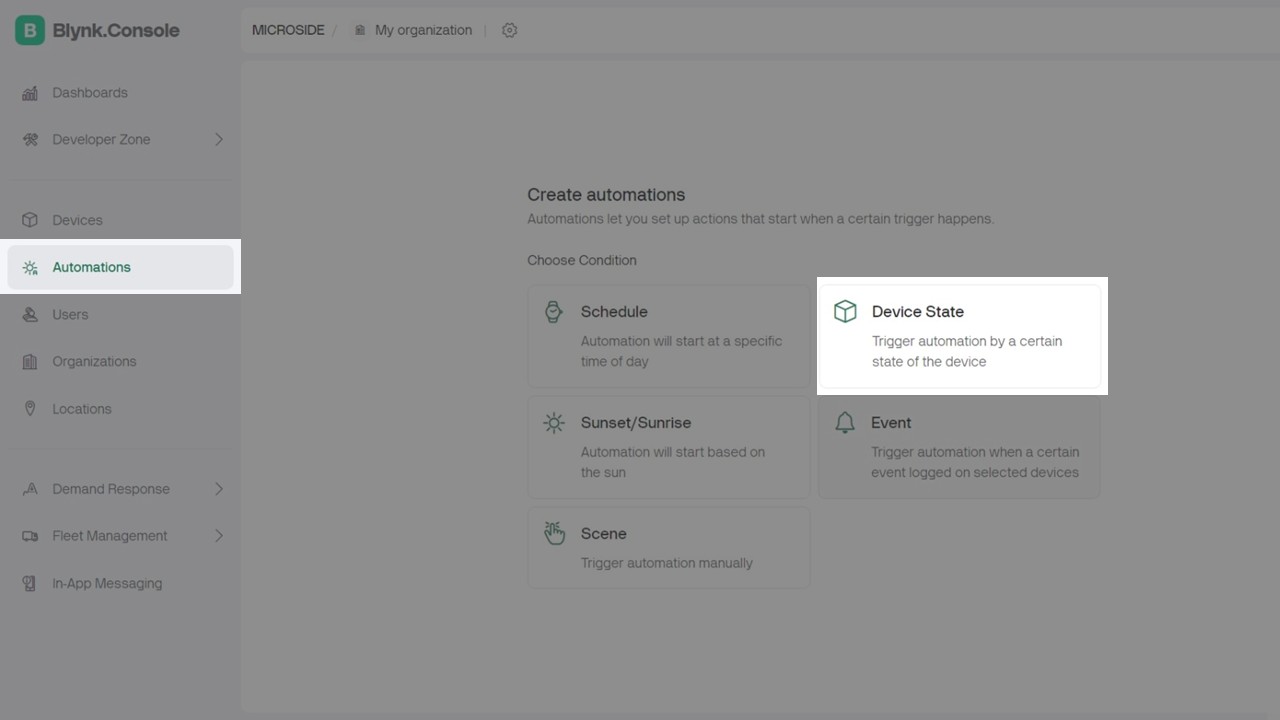 B Blynk.Console
MICROSIDE / My organization
Dashboards
Developer Zone
Devices
Automations
Users
Organizations
Locations
Demand Response
Fleet Management
In-App Messaging
Create automations
Automations let you set up actions that start when a certain trigger happens.
Choose Condition
Schedule
Automation will start at a specific
time of day
Device State
Trigger automation by a certain
state of the device
Sunset/Sunrise
Automation will start based on
the sun
Event
Trigger automation when a certain
event logged on selected devices
Scene
Trigger automation manually